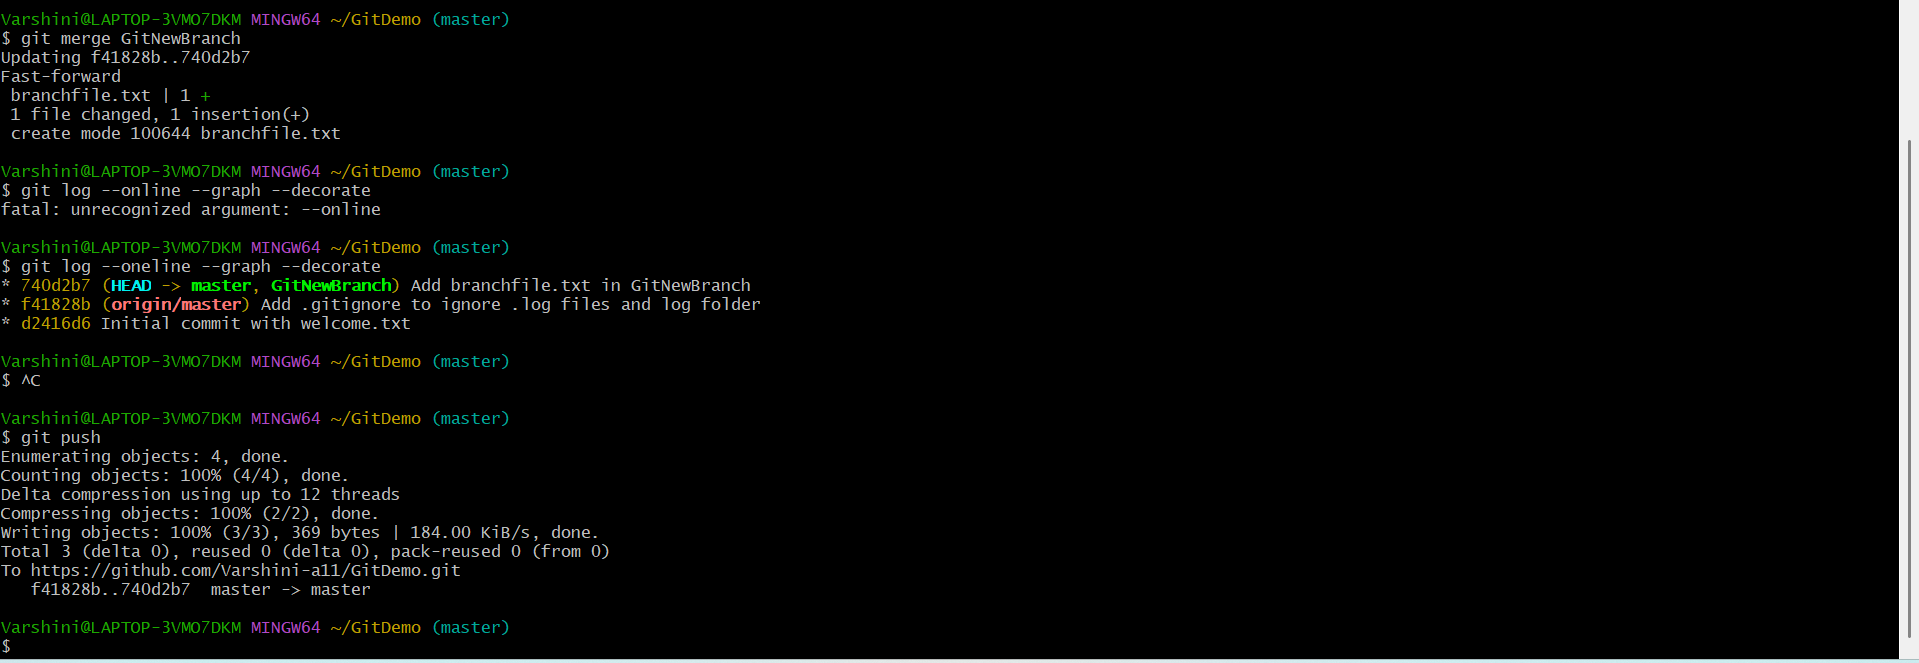 Varshini@LAPTOP-3VMO7DKM MINGW64 ~/GitDemo (master)
$ git merge GitNewBranch
Updating f41828b..740d2b7
Fast-forward
 branchfile.txt | 1 +
 1 file changed, 1 insertion(+)
 create mode 100644 branchfile.txt

Varshini@LAPTOP-3VMO7DKM MINGW64 ~/GitDemo (master)
$ git log --online --graph --decorate
fatal: unrecognized argument: --online

Varshini@LAPTOP-3VMO7DKM MINGW64 ~/GitDemo (master)
$ git log --oneline --graph --decorate
* 740d2b7 (HEAD -> master, GitNewBranch) Add branchfile.txt in GitNewBranch
* f41828b (origin/master) Add .gitignore to ignore .log files and log folder
* d2416d6 Initial commit with welcome.txt

Varshini@LAPTOP-3VMO7DKM MINGW64 ~/GitDemo (master)
$ ^C

Varshini@LAPTOP-3VMO7DKM MINGW64 ~/GitDemo (master)
$ git push
Enumerating objects: 4, done.
Counting objects: 100% (4/4), done.
Delta compression using up to 12 threads
Compressing objects: 100% (2/2), done.
Writing objects: 100% (3/3), 369 bytes | 184.00 KiB/s, done.
Total 3 (delta 0), reused 0 (delta 0), pack-reused 0 (from 0)
To https://github.com/Varshini-a11/GitDemo.git
   f41828b..740d2b7  master -> master

Varshini@LAPTOP-3VMO7DKM MINGW64 ~/GitDemo (master)
$